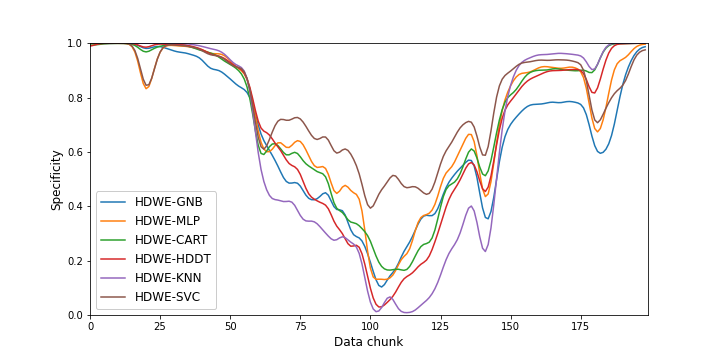 1.0
0.8
0.6
0.4
0.2
0.0
Specificity
HDWE-GNB
HDWE-MLP
HDWE-CART
HDWE-HDDT
HDWE-KNN
HDWE-SVC
0 25 50 75 100 125 150 175
Data chunk